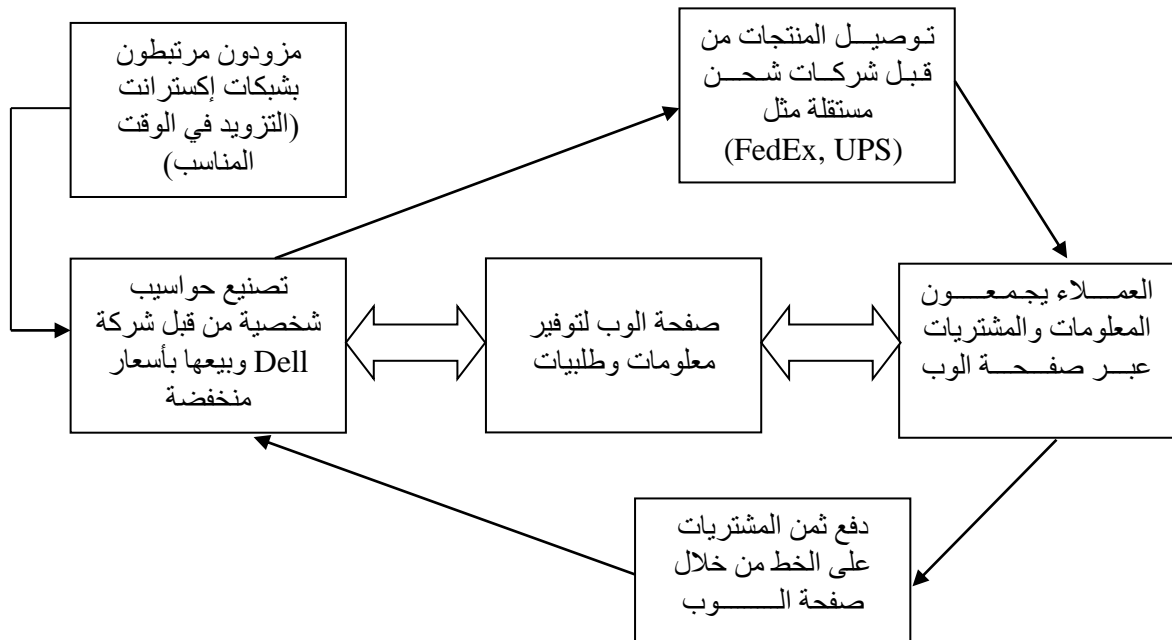 مزودون مرتبطون
بشبكات إكسترانت
(التزويد في الوقت
المناسب)
توصيل المنتجات من
قبل شركات شحن
مستقلة مثل
(FedEx, UPS)
تصنيع حواسيب
شخصية من قبل شركة
Dell وبيعها بأسعار
منخفضة
صفحة الوب لتوفير
معلومات وطلبيات
العملاء يجمعون
المعلومات والمشتريات
عبر صفحة الوب
دفع ثمن المشتريات
على الخط من خلال
صفحة الوب